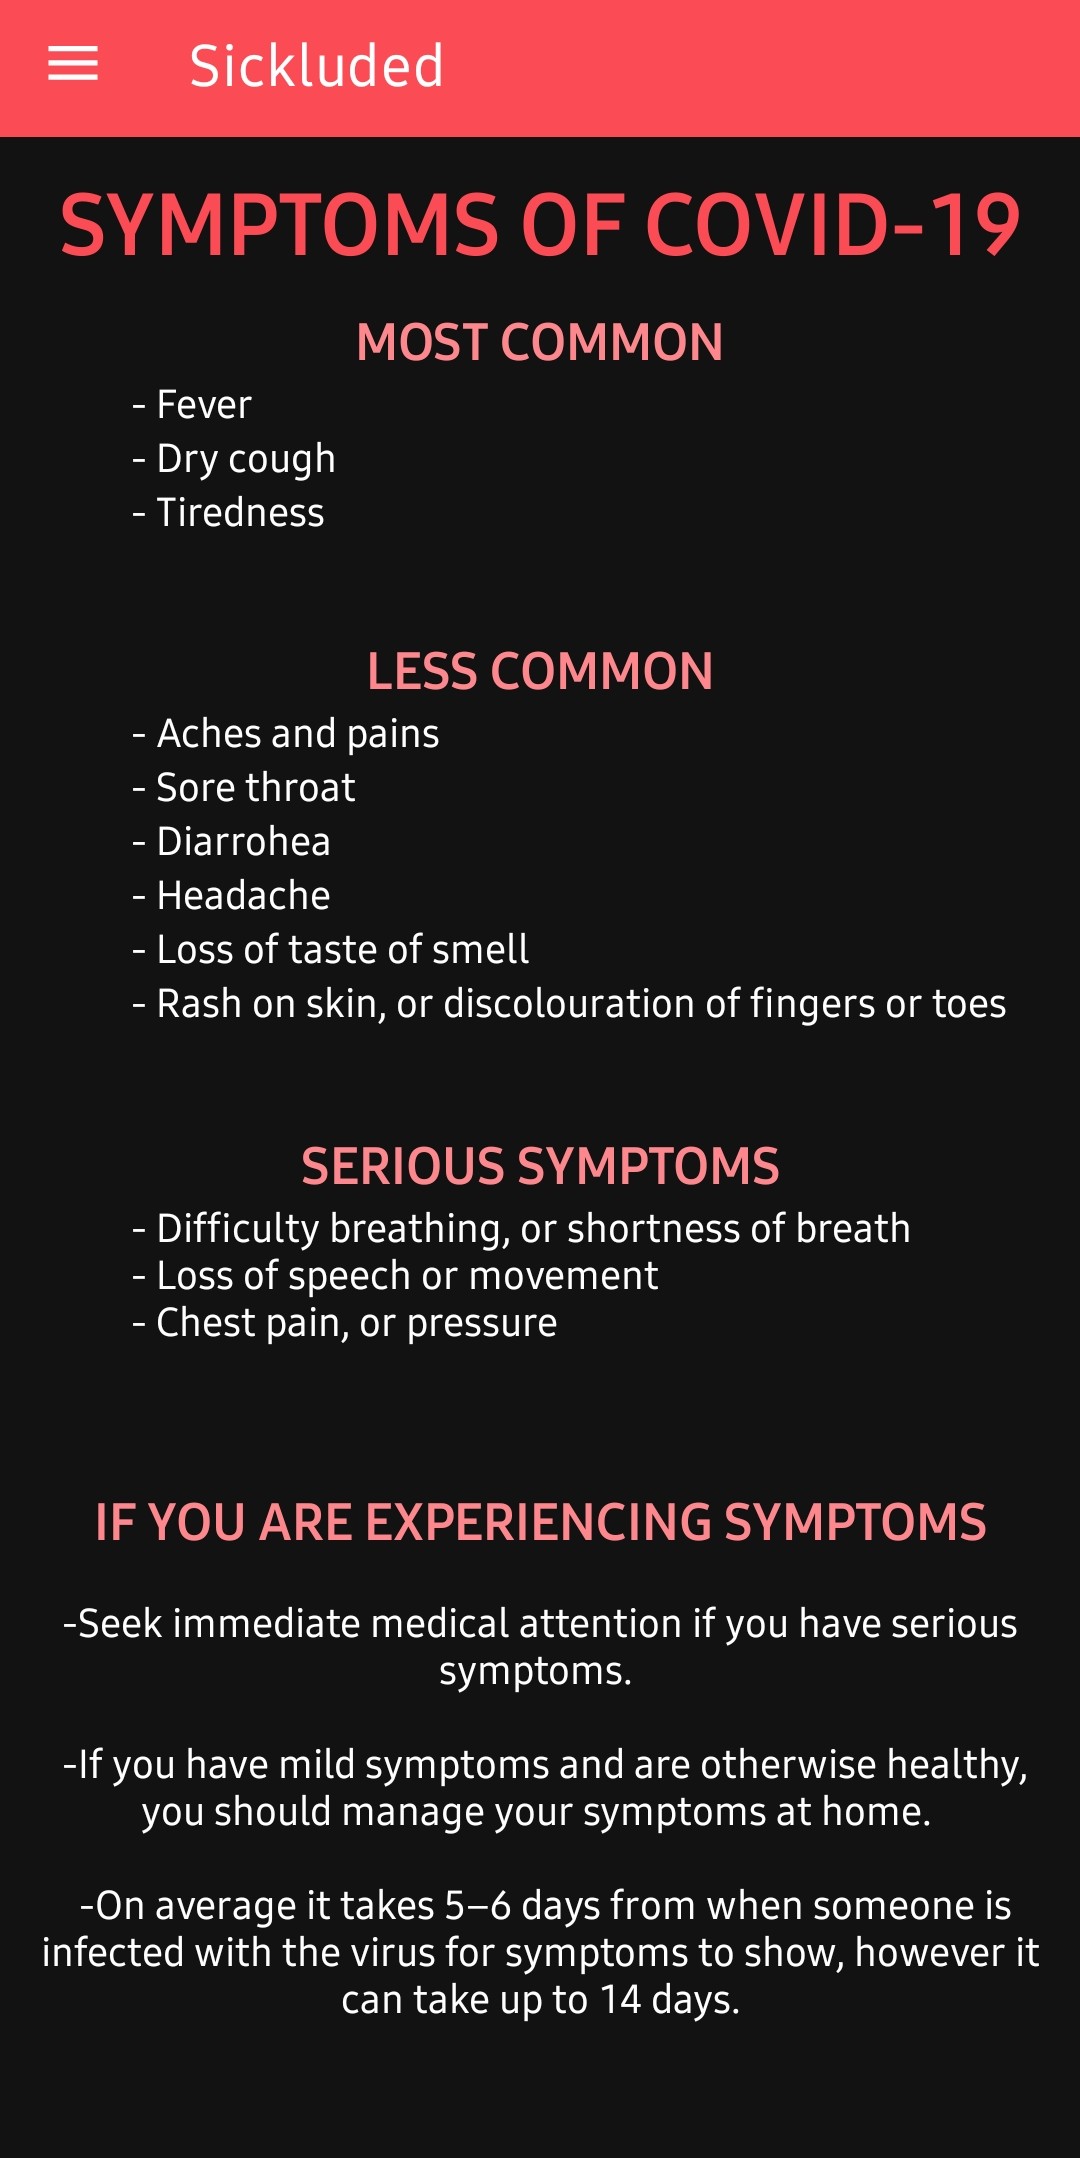 Sickluded
SYMPTOMS OF COVID-19
MOST COMMON
- Fever
- Dry cough
- Tiredness
LESS COMMON
- Aches and pains
- Sore throat
- Diarrohea
- Headache
- Loss of taste of smell
- Rash on skin, or discolouration of fingers or toes
SERIOUS SYMPTOMS
- Difficulty breathing, or shortness of breath
- Loss of speech or movement
- Chest pain, or pressure
IF YOU ARE EXPERIENCING SYMPTOMS
-Seek immediate medical attention if you have serious
symptoms.
-If you have mild symptoms and are otherwise healthy,
you should manage your symptoms at home.
-On average it takes 5–6 days from when someone is
infected with the virus for symptoms to show, however it
can take up to 14 days.